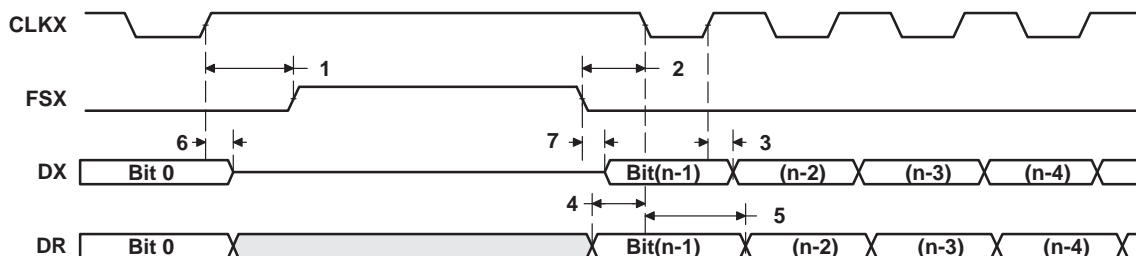 CLKX
1 2
FSX
6 7 3
DX Bit 0 Bit(n-1) (n-2) (n-3) (n-4)
4 5
DR Bit 0 Bit(n-1) (n-2) (n-3) (n-4)